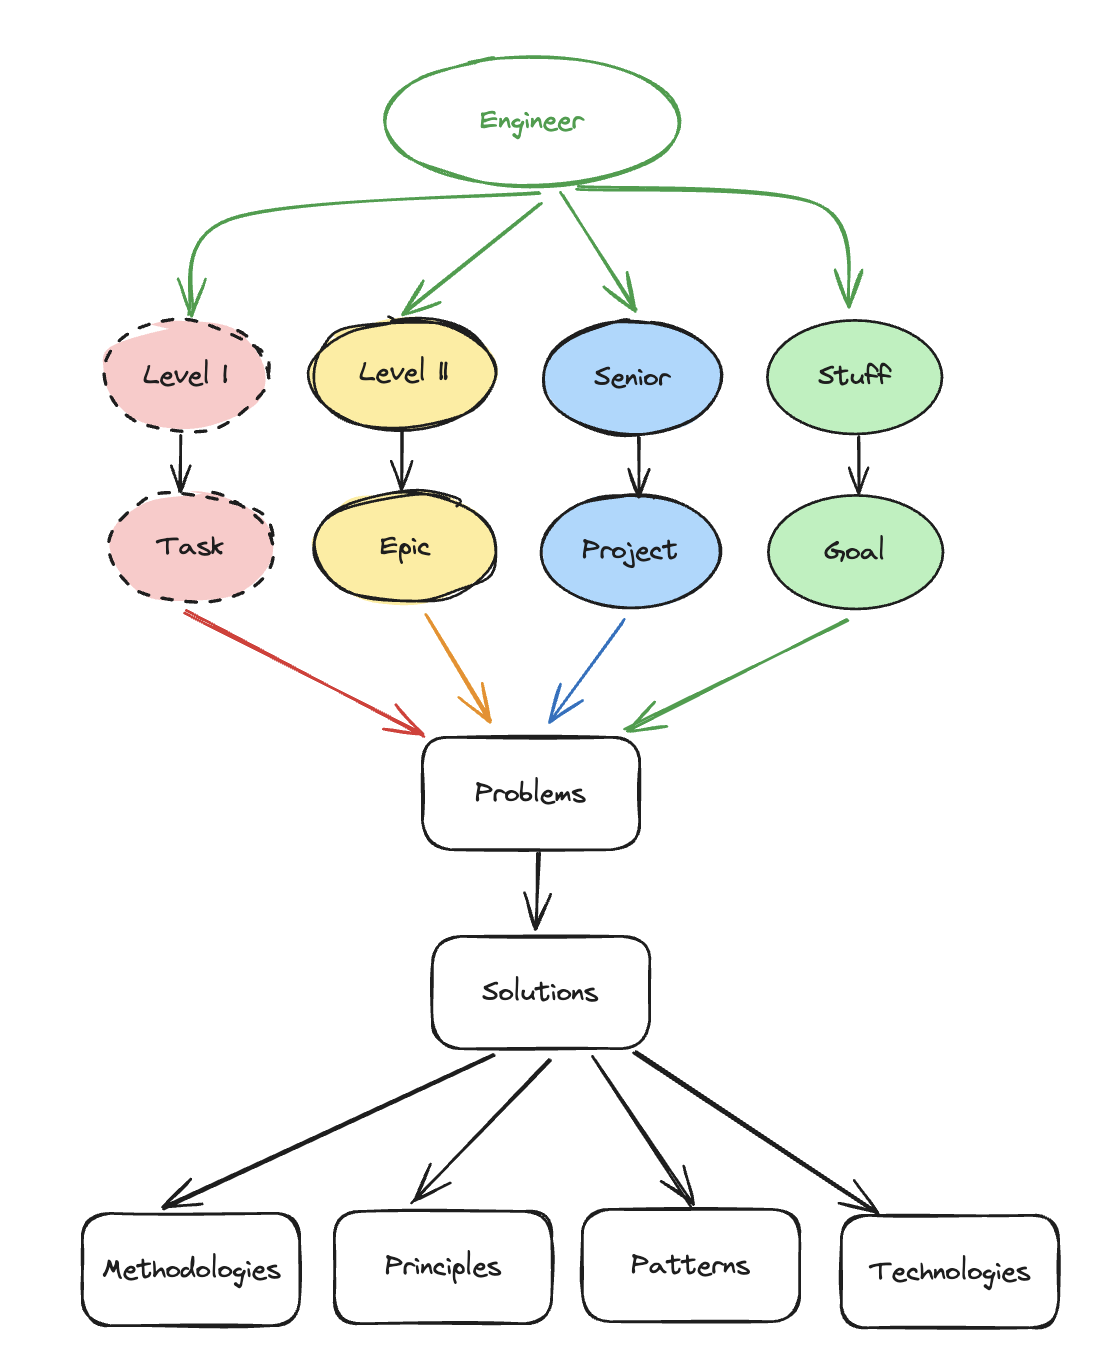 Engineer
Level I
Level II
Senior
Stuff
Task
Epic
Project
Goal
Problems
Solutions
Methodologies
Principles
Patterns
Technologies